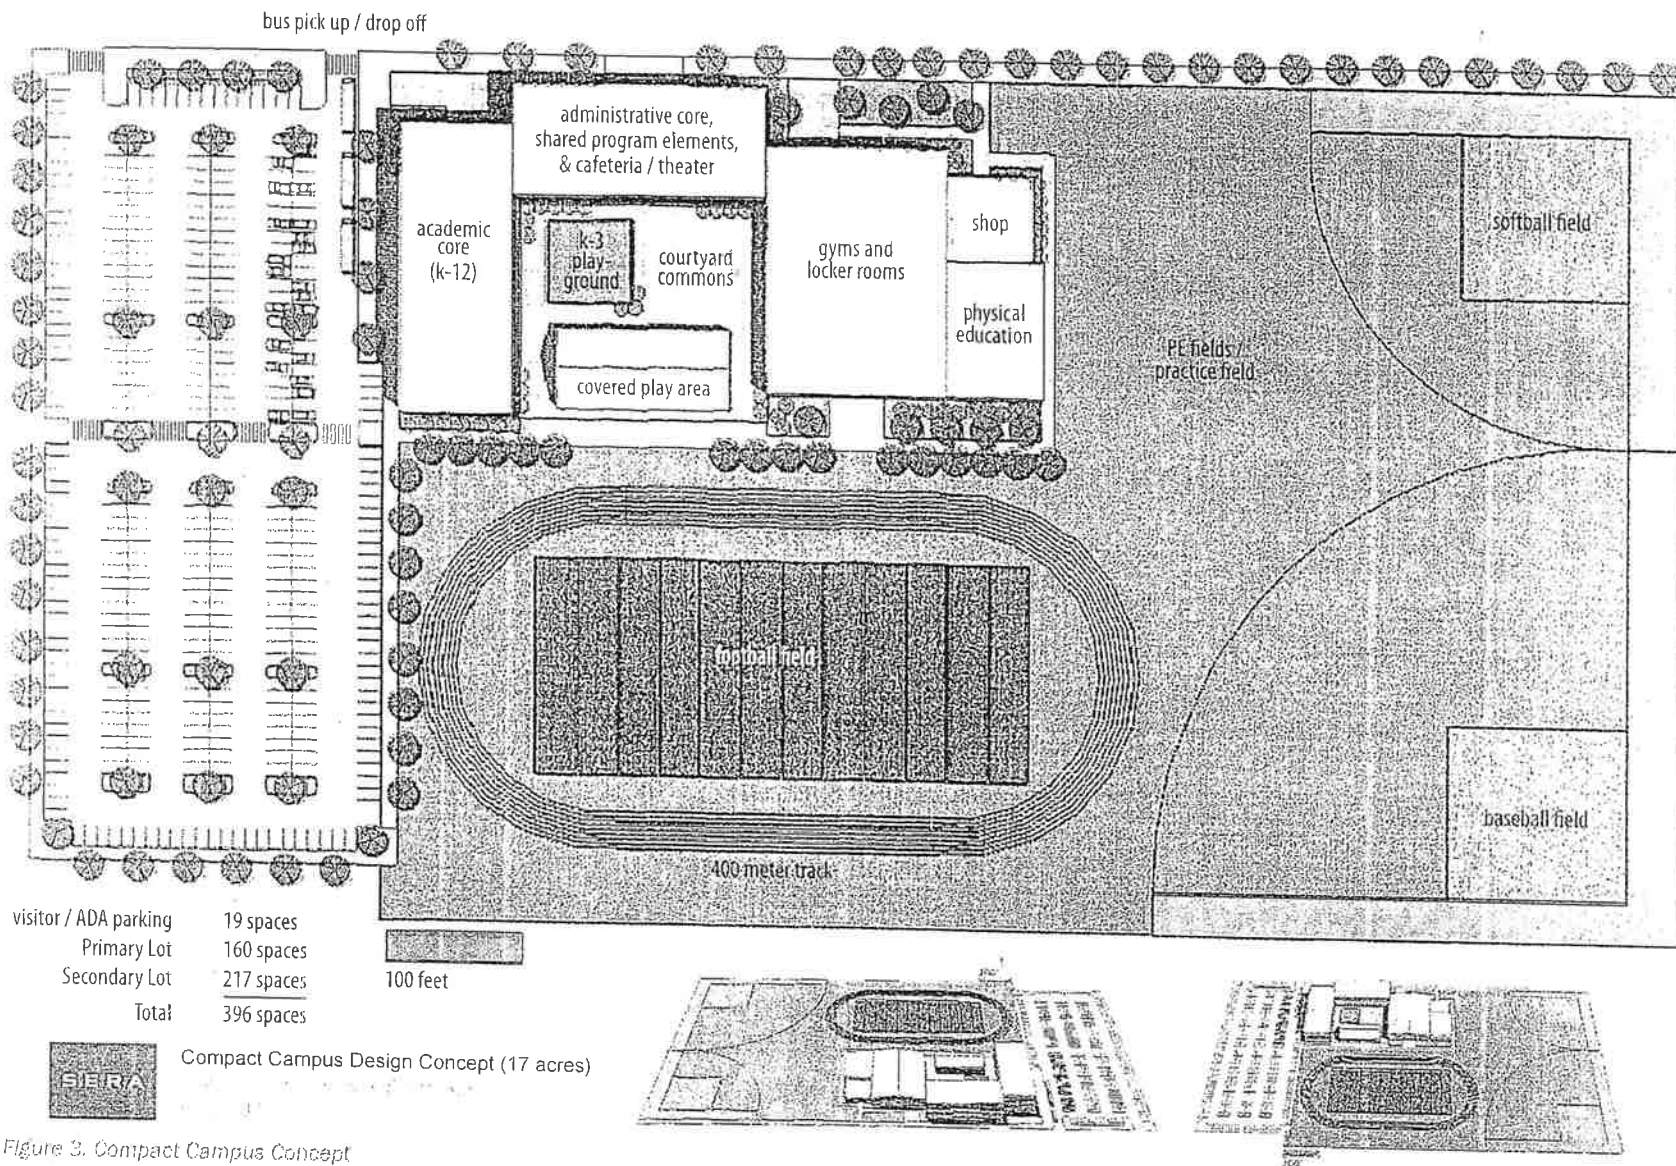 bus pick up / drop off
administrative core,
shared program elements,
& cafeteria / theater
academic
core
(k-12)
k-3
play-
ground
courtyard
commons
covered play area
gyms and
locker rooms
shop
physical
education
softball field
PE fields /
practice field
football field
baseball field
400 meter track
visitor / ADA parking 19 spaces
Primary Lot 160 spaces
Secondary Lot 217 spaces
Total 396 spaces
100 feet
SERA
Compact Campus Design Concept (17 acres)
Figure 3. Compact Campus Concept